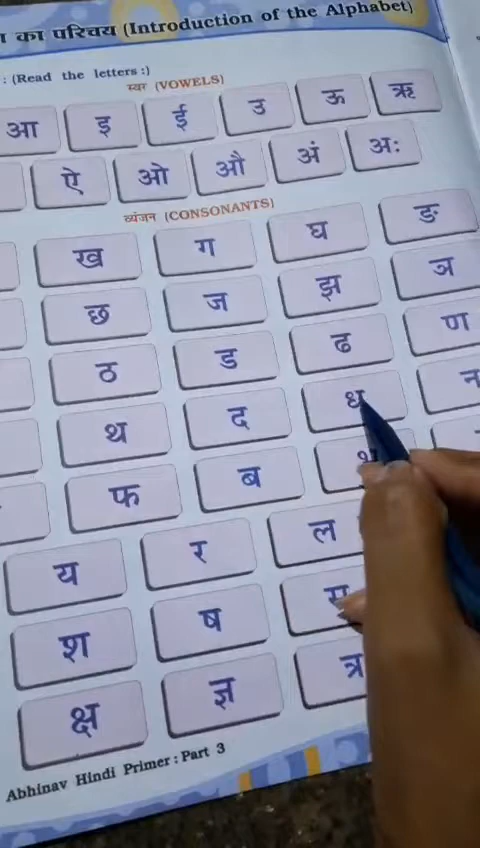 का परिचय (Introduction of the Alphabet)
: (Read the letters:)
स्वर (VOWELS)
आ इ ई उ ऊ ऋ
ऐ ओ औ अं अः
व्यंजन (CONSONANTS)
ख ग घ ङ
छ ज झ ञ
ठ ड ढ ण
थ द ध न
फ ब
य र ल
श ष स
क्ष ज्ञ त्र
Abhinav Hindi Primer : Part 3